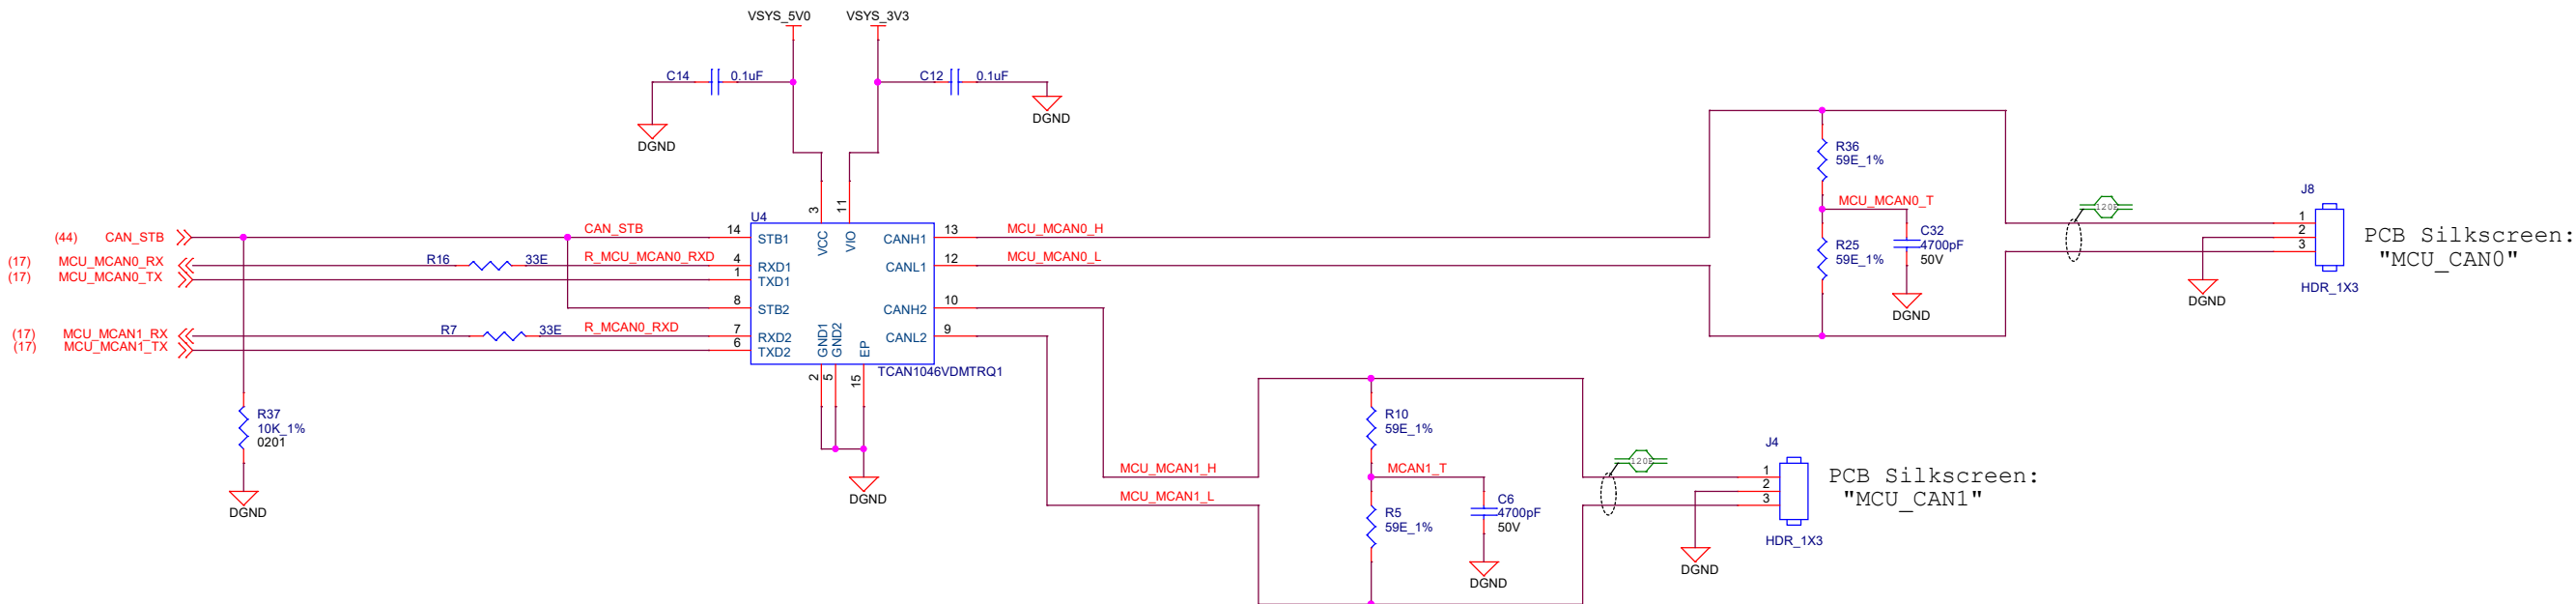 VSYS_5V0 VSYS_3V3
C14 0.1uF C12 0.1uF
DGND
DGND
U4
3 11
(44) CAN_STB CAN_STB 14 STB1 VCC VIO CANH1 13 MCU_MCAN0_H
(17) MCU_MCAN0_RX R16 33E R_MCU_MCAN0_RXD 4 RXD1 CANL1 12 MCU_MCAN0_L
(17) MCU_MCAN0_TX 1 TXD1
8 STB2 CANH2 10
(17) MCU_MCAN1_RX R7 33E R_MCAN0_RXD 7 RXD2 GND1 GND2 EP CANL2 9
(17) MCU_MCAN1_TX 6 TXD2
TCAN1046VDMTRQ1
2 5 15
R37
10K_1%
0201
DGND
DGND
R36
59E_1%
MCU_MCAN0_T
R25
59E_1%
C32
4700pF
50V
DGND
120E
J8
1
2
3
DGND
HDR_1X3
PCB Silkscreen:
"MCU_CAN0"
MCU_MCAN1_H
MCU_MCAN1_L
R10
59E_1%
MCAN1_T
R5
59E_1%
C6
4700pF
50V
DGND
120E
J4
1
2
3
DGND
HDR_1X3
PCB Silkscreen:
"MCU_CAN1"